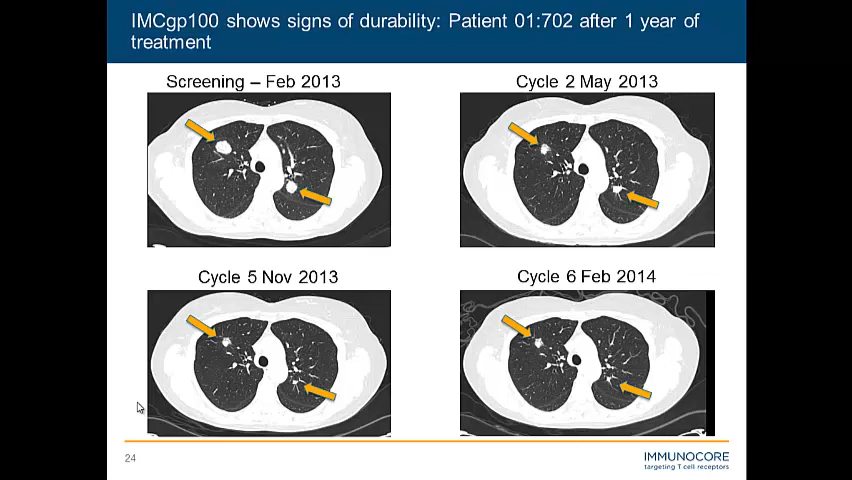 IMCgp100 shows signs of durability: Patient 01:702 after 1 year of
treatment
Screening – Feb 2013
Cycle 2 May 2013
Cycle 5 Nov 2013
Cycle 6 Feb 2014
24
IMMUNOCORE
targeting T cell receptors